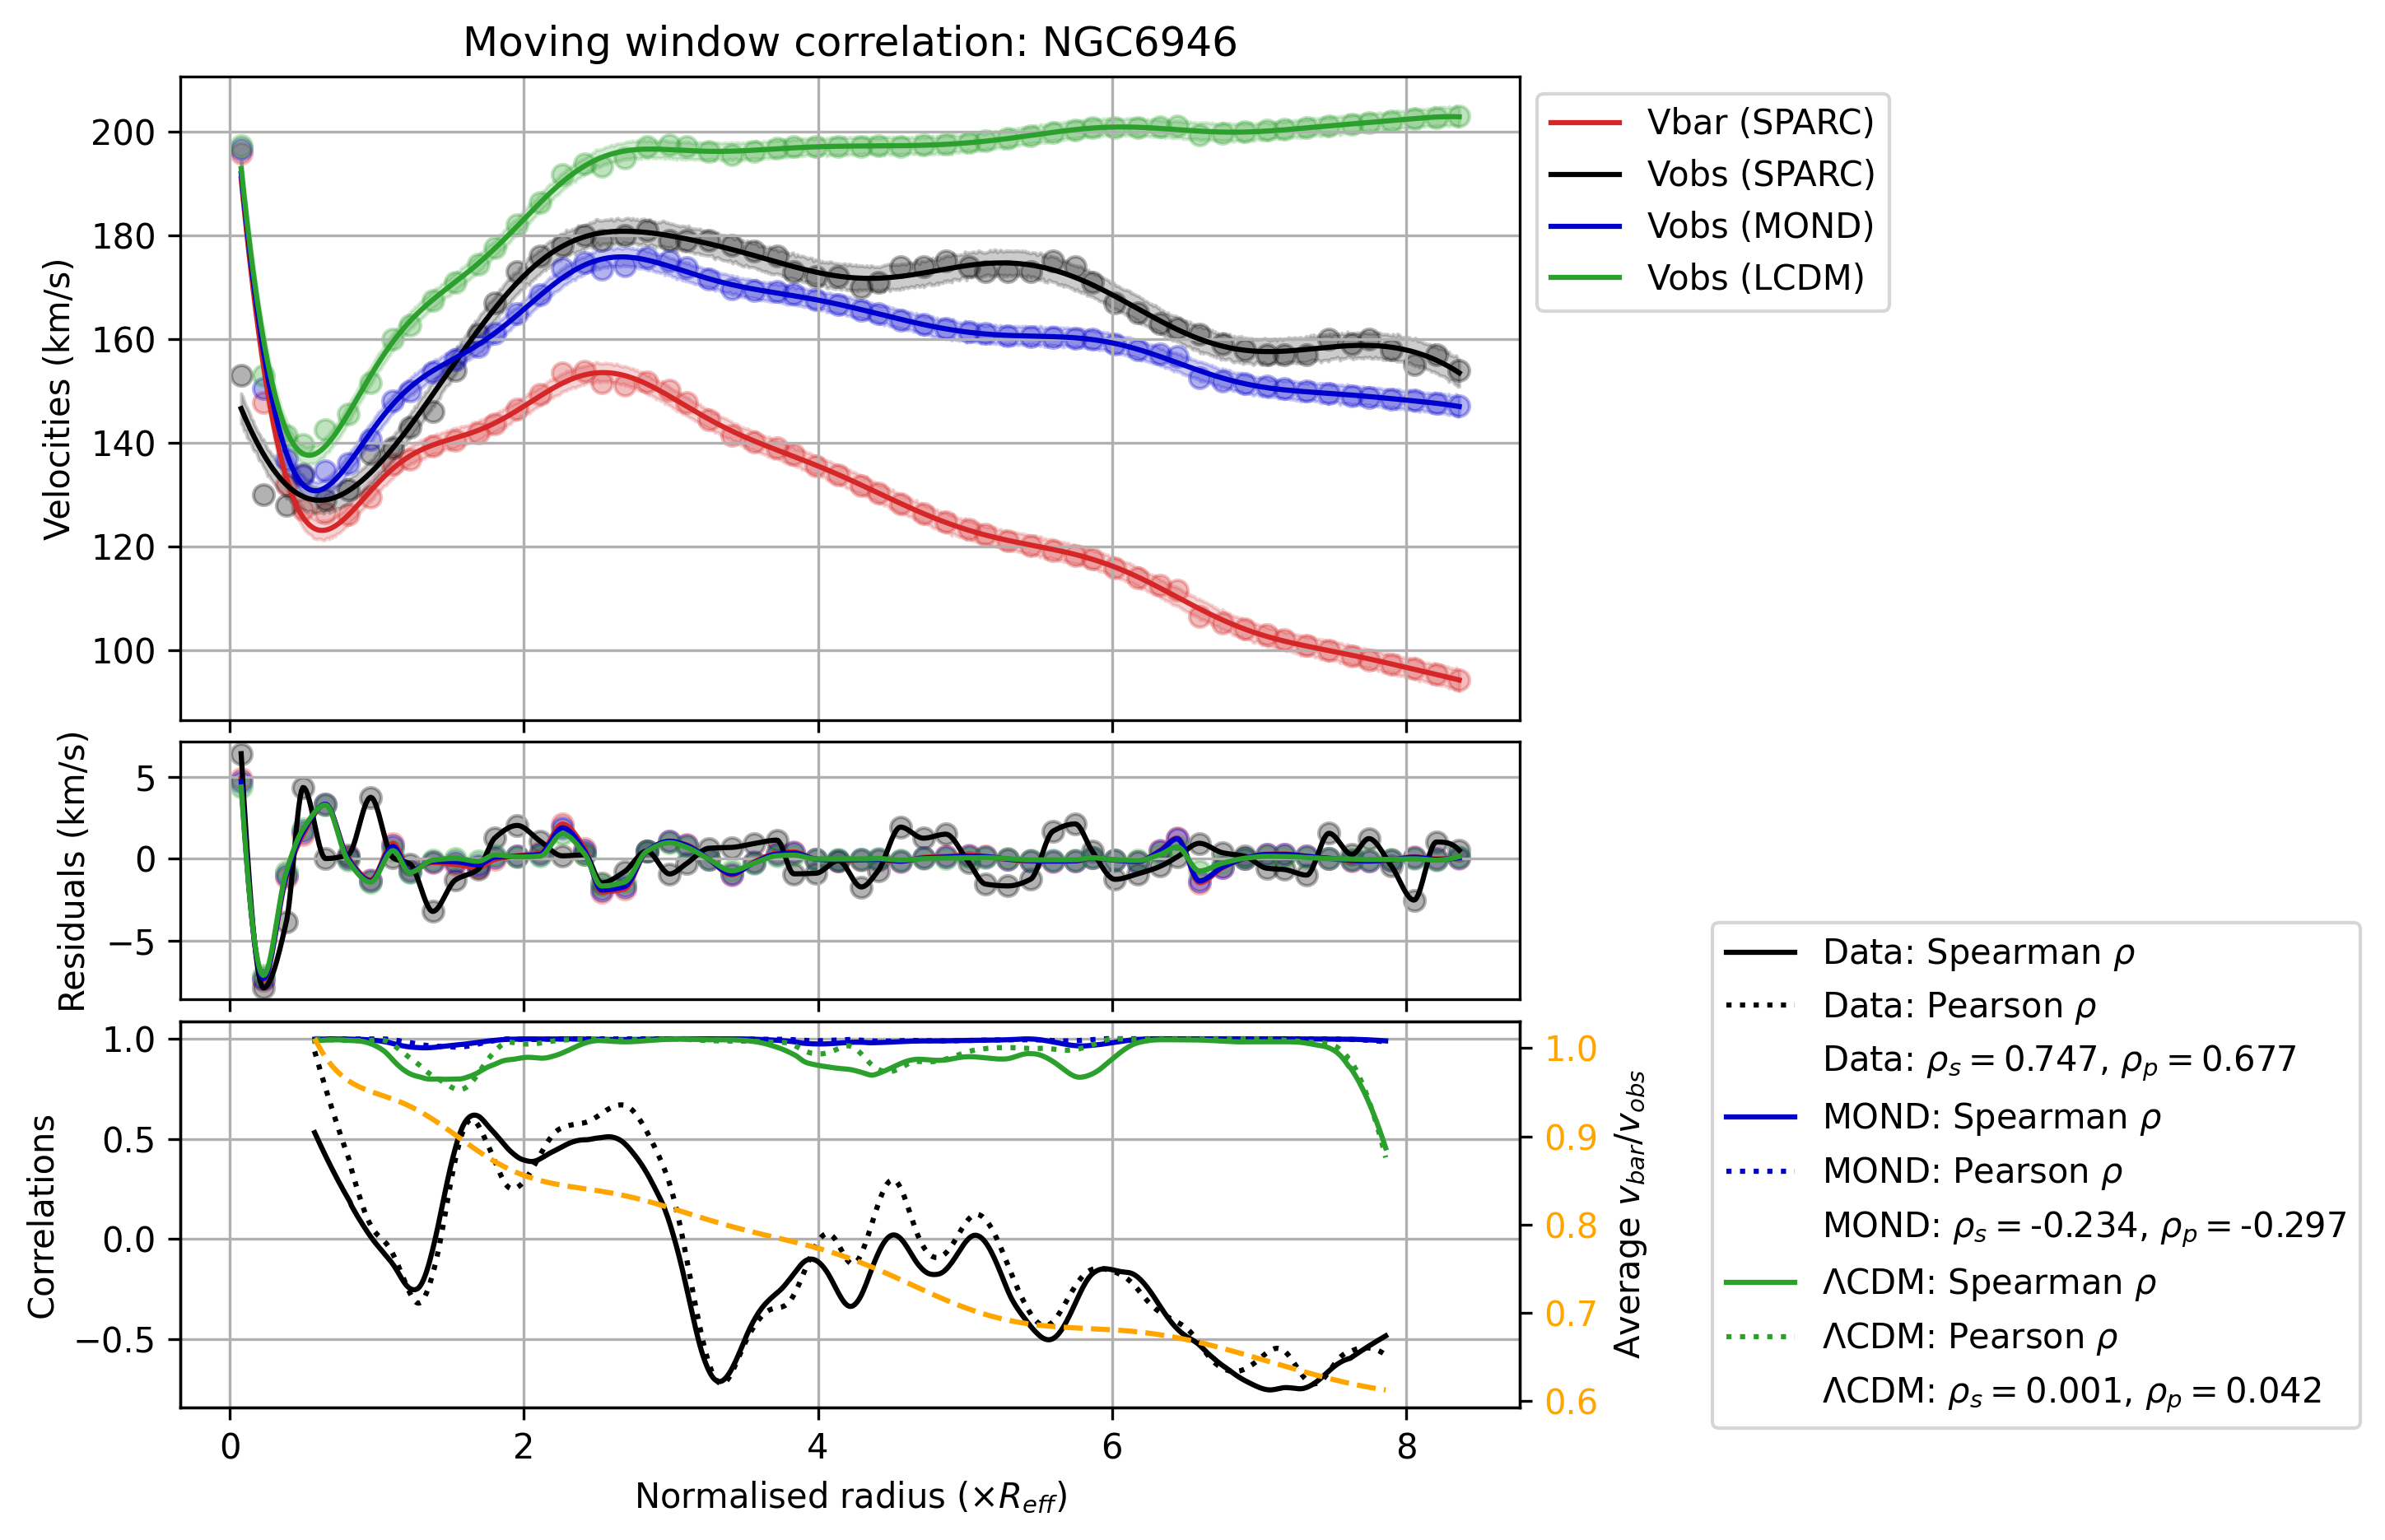 Moving window correlation: NGC6946
Velocities (km/s)
200
180
160
140
120
100
Vbar (SPARC)
Vobs (SPARC)
Vobs (MOND)
Vobs (LCDM)
Residuals (km/s)
5
0
−5
Correlations
1.0
0.5
0.0
−0.5
1.0
0.9
0.8
0.7
0.6
Average v_bar/v_obs
0 2 4 6 8
Normalised radius (×R_eff)
Data: Spearman ρ
Data: Pearson ρ
Data: ρ_s = 0.747, ρ_p = 0.677
MOND: Spearman ρ
MOND: Pearson ρ
MOND: ρ_s = -0.234, ρ_p = -0.297
ΛCDM: Spearman ρ
ΛCDM: Pearson ρ
ΛCDM: ρ_s = 0.001, ρ_p = 0.042